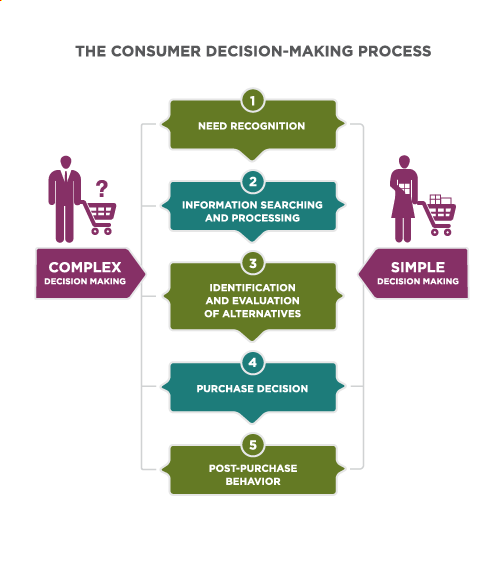 THE CONSUMER DECISION-MAKING PROCESS
1
NEED RECOGNITION
?
2
INFORMATION SEARCHING
AND PROCESSING
COMPLEX
DECISION MAKING
3
IDENTIFICATION
AND EVALUATION
OF ALTERNATIVES
SIMPLE
DECISION MAKING
4
PURCHASE DECISION
5
POST-PURCHASE
BEHAVIOR